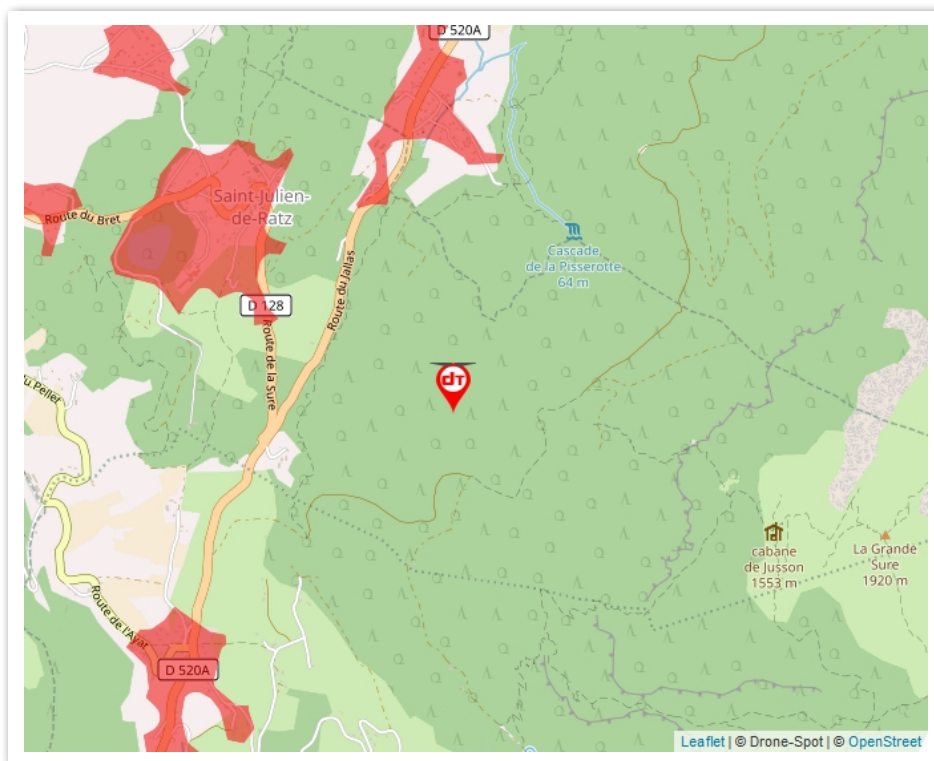 D 520A
Saint-Julien-
de-Ratz
Route du Bret
Cascade
de la Pisserotte
64 m
D 128
Route du Jallas
Route de la Sure
u Pellet
dT
cabane
de Jusson
1553 m
La Grande
Sure
1920 m
Route de l'Ayat
D 520A
Leaflet | © Drone-Spot | © OpenStreet